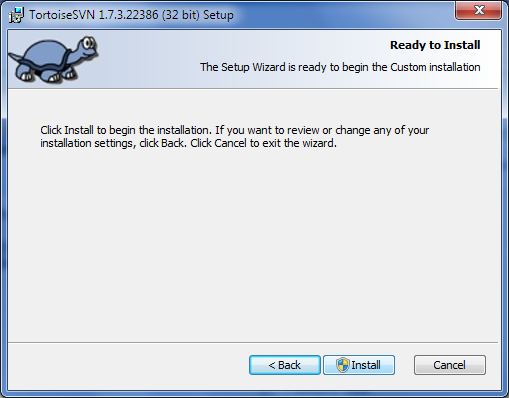 TortoiseSVN 1.7.3.22386 (32 bit) Setup
Ready to Install
The Setup Wizard is ready to begin the Custom installation
Click Install to begin the installation. If you want to review or change any of your
installation settings, click Back. Click Cancel to exit the wizard.
< Back
Install
Cancel